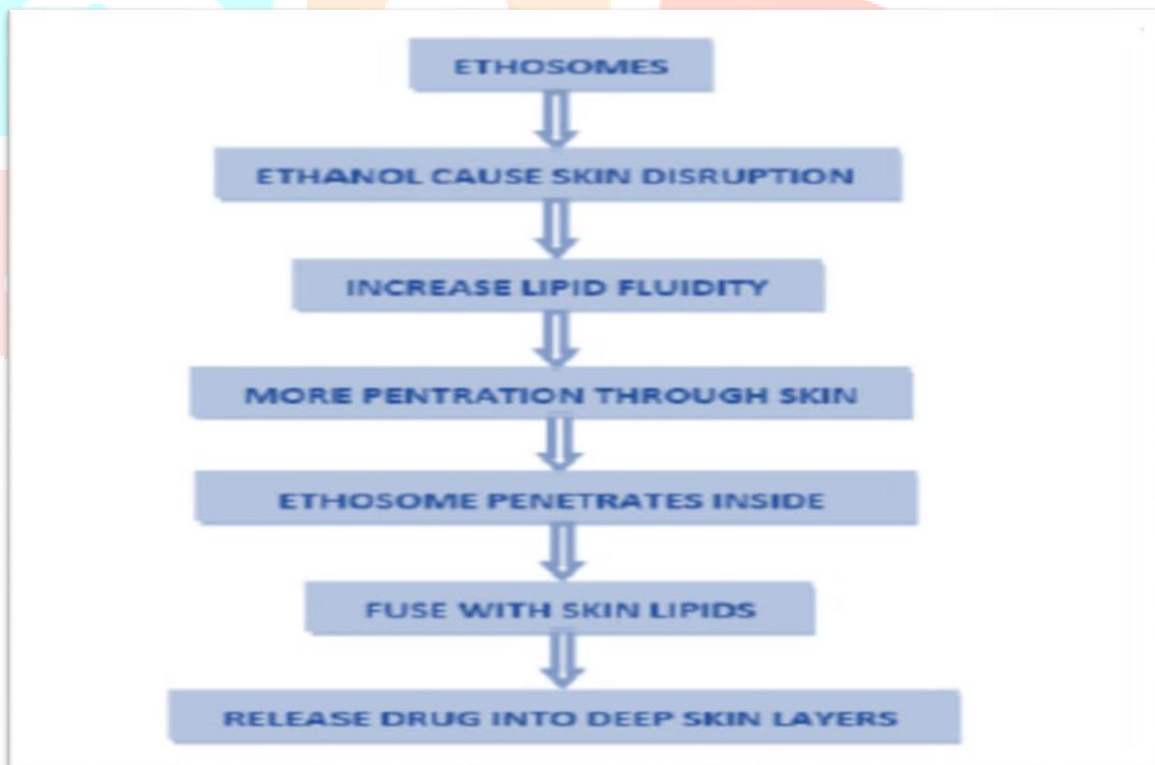 ETHOSOMES
ETHANOL CAUSE SKIN DISRUPTION
INCREASE LIPID FLUIDITY
MORE PENTRATION THROUGH SKIN
ETHOSOME PENETRATES INSIDE
FUSE WITH SKIN LIPIDS
RELEASE DRUG INTO DEEP SKIN LAYERS